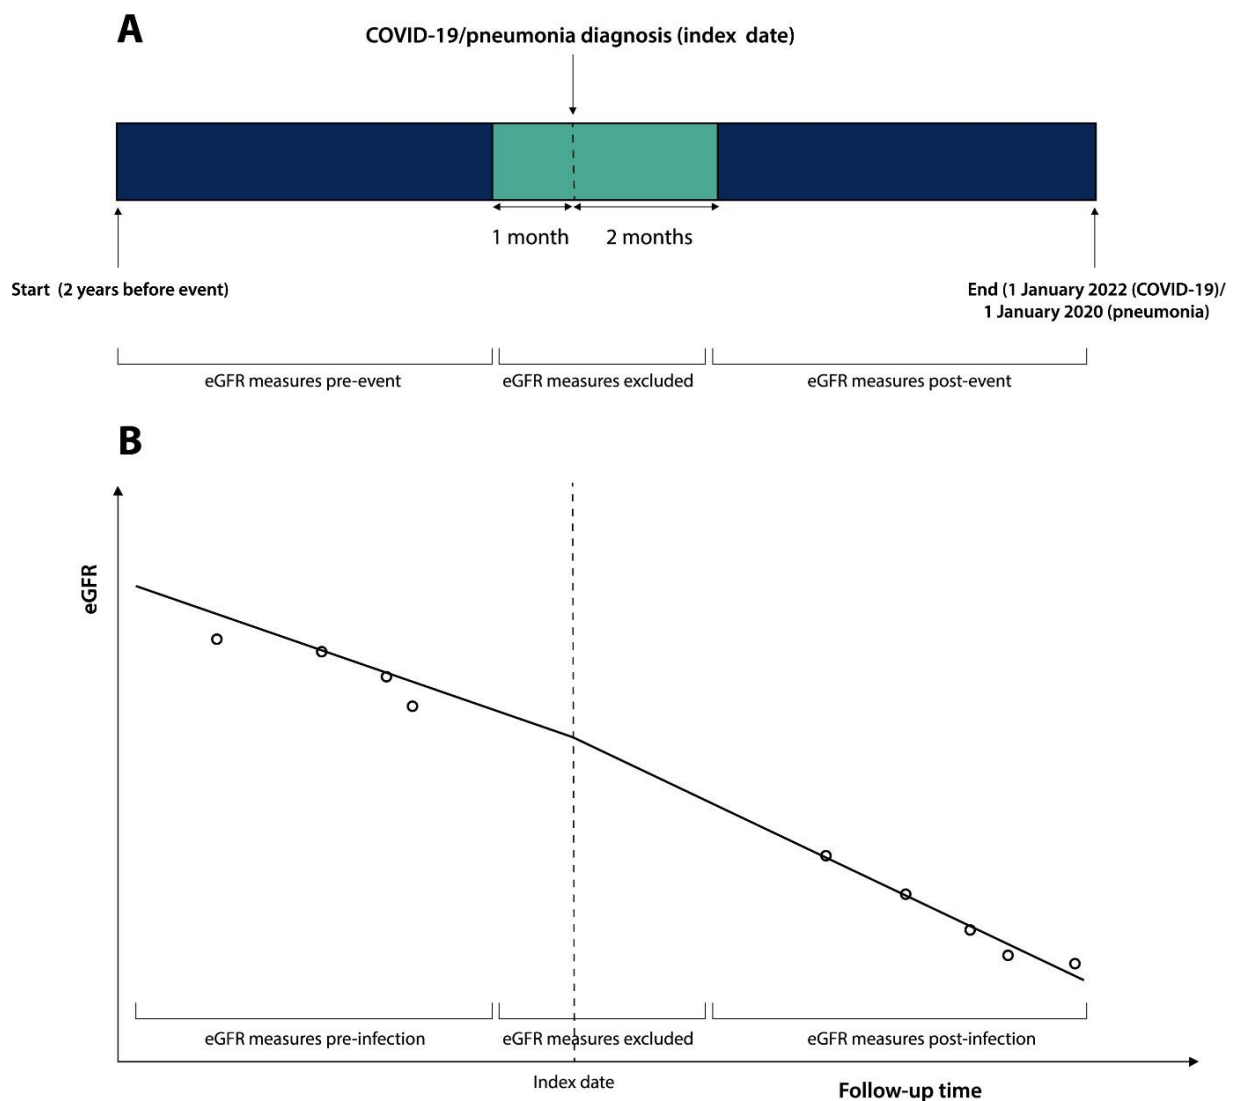 A
COVID-19/pneumonia diagnosis (index date)
1 month
2 months
Start (2 years before event)
End (1 January 2022 (COVID-19)/
1 January 2020 (pneumonia)
eGFR measures pre-event
eGFR measures excluded
eGFR measures post-event
B
eGFR
eGFR measures pre-infection
eGFR measures excluded
eGFR measures post-infection
Index date
Follow-up time